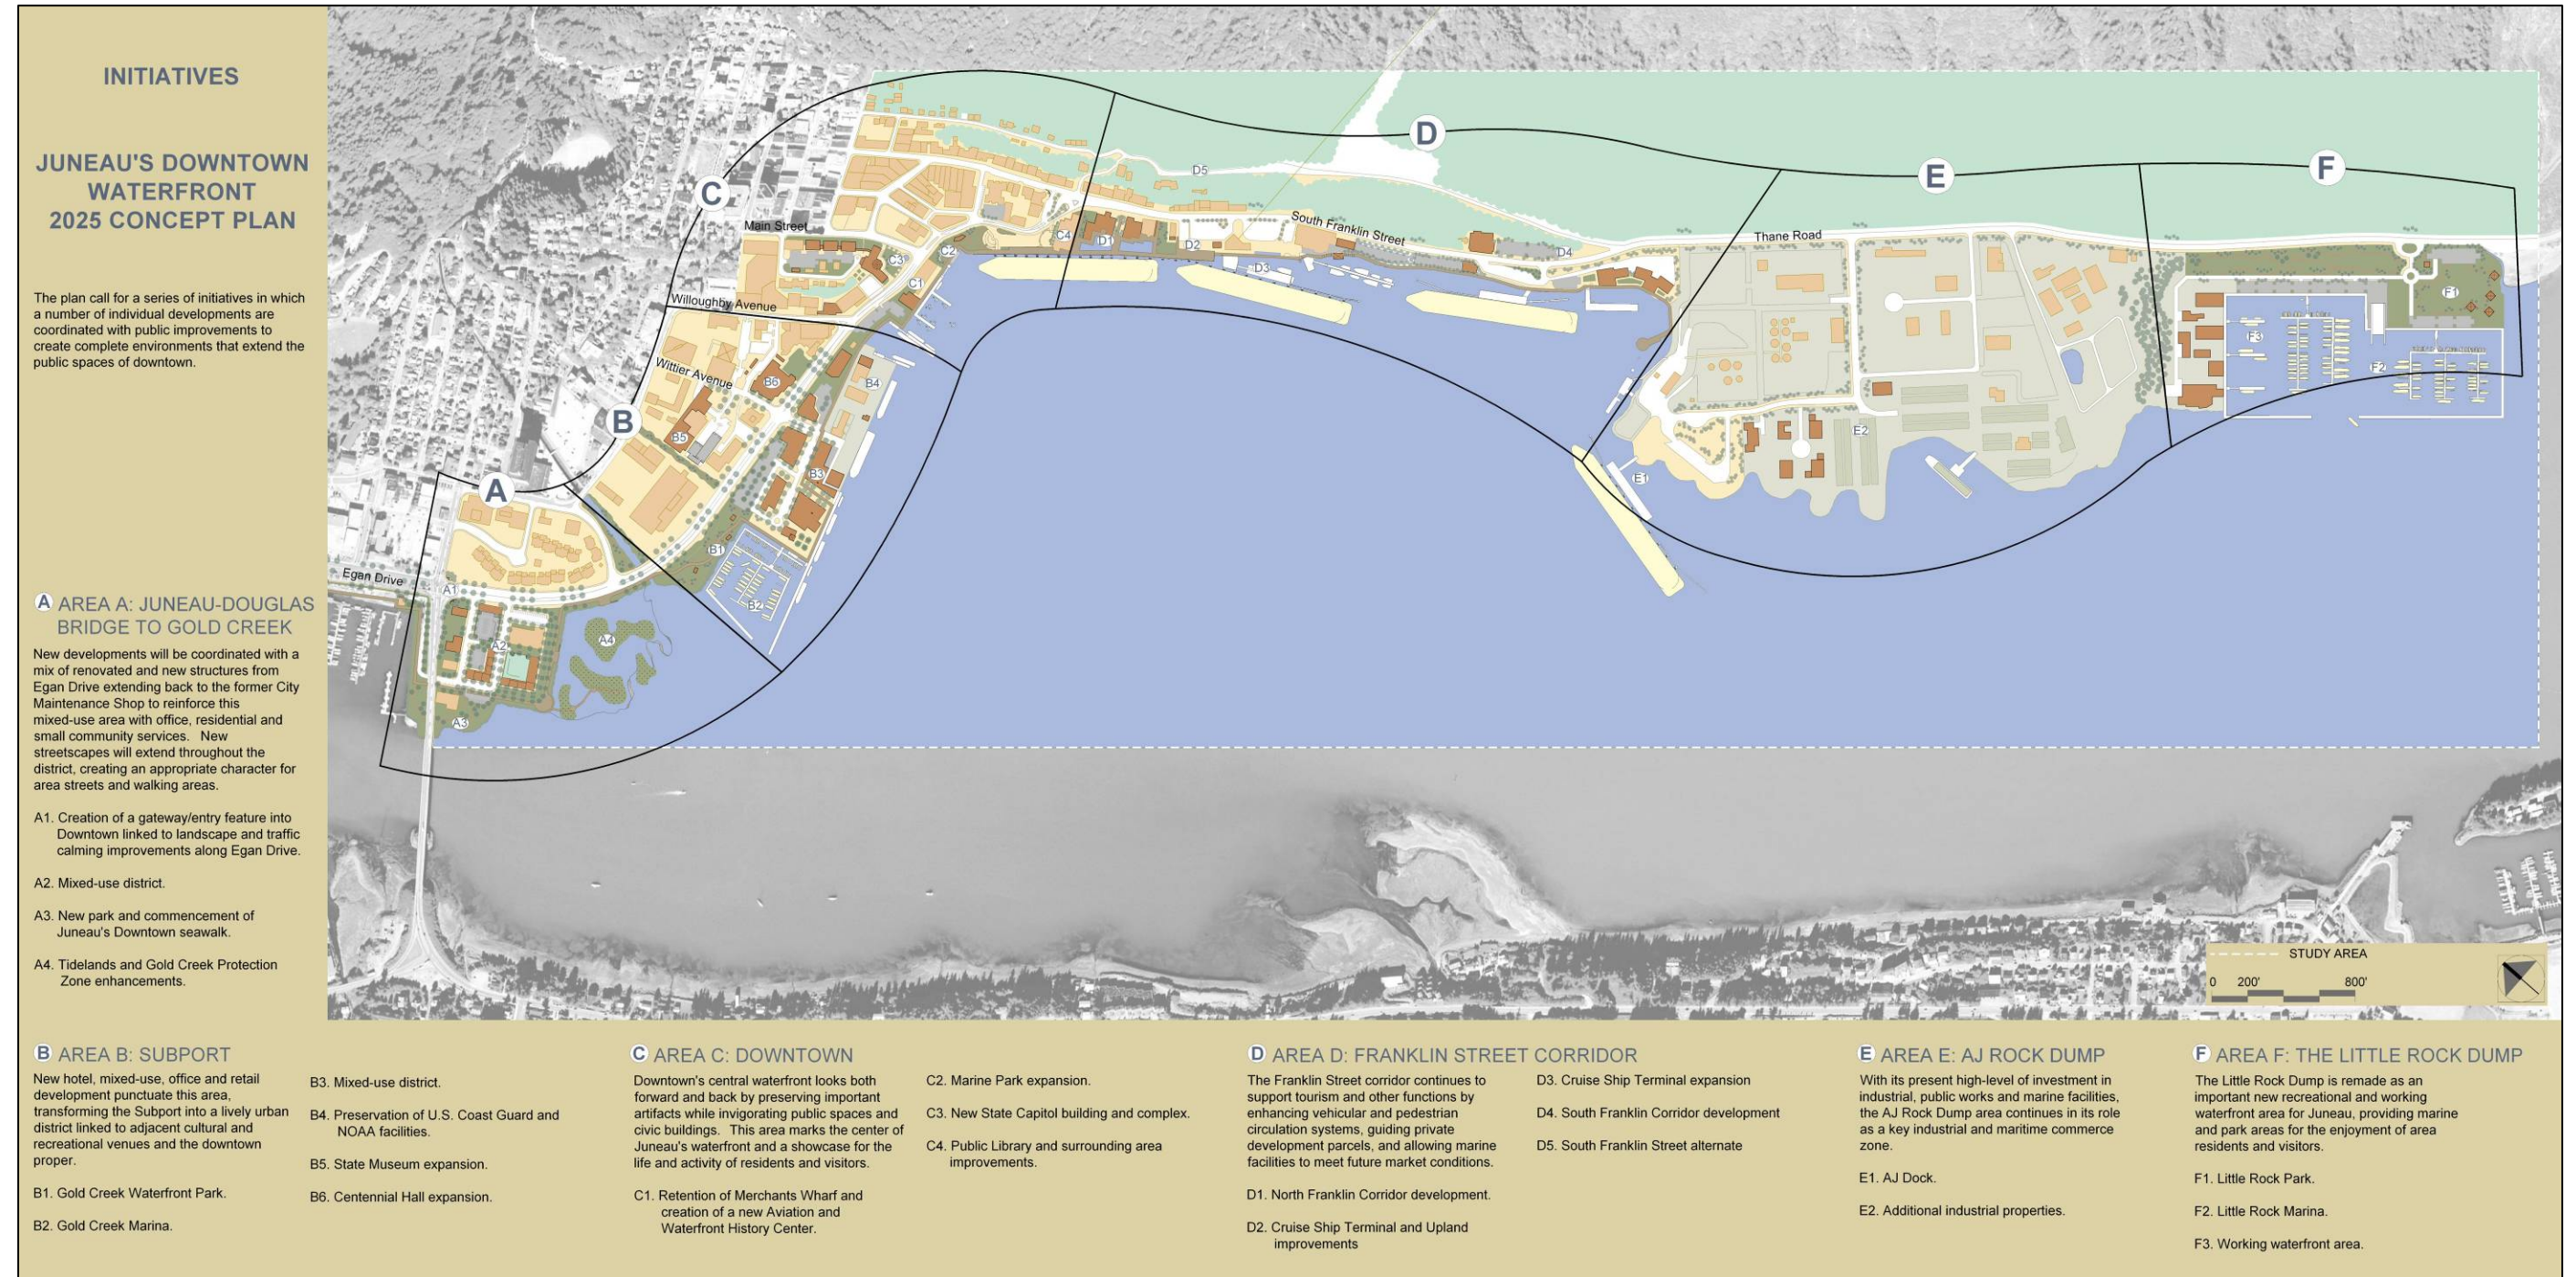 INITIATIVES
JUNEAU'S DOWNTOWN
WATERFRONT
2025 CONCEPT PLAN
The plan call for a series of initiatives in which
a number of individual developments are
coordinated with public improvements to
create complete environments that extend the
public spaces of downtown.
A AREA A: JUNEAU-DOUGLAS
BRIDGE TO GOLD CREEK
New developments will be coordinated with a
mix of renovated and new structures from
Egan Drive extending back to the former City
Maintenance Shop to reinforce this
mixed-use area with office, residential and
small community services. New
streetscapes will extend throughout the
district, creating an appropriate character for
area streets and walking areas.
A1. Creation of a gateway/entry feature into
Downtown linked to landscape and traffic
calming improvements along Egan Drive.
A2. Mixed-use district.
A3. New park and commencement of
Juneau's Downtown seawalk.
A4. Tidelands and Gold Creek Protection
Zone enhancements.
A
B
C
D
E
F
Main Street
Willoughby Avenue
Wittier Avenue
Egan Drive
South Franklin Street
Thane Road
A1
A2
A3
A4
B1
B2
B3
B4
B5
B6
C1
C2
C3
C4
D1
D2
D3
D4
D5
E1
E2
F1
F2
F3
STUDY AREA
0 200' 800'
B AREA B: SUBPORT
New hotel, mixed-use, office and retail
development punctuate this area,
transforming the Subport into a lively urban
district linked to adjacent cultural and
recreational venues and the downtown
proper.
B1. Gold Creek Waterfront Park.
B2. Gold Creek Marina.
B3. Mixed-use district.
B4. Preservation of U.S. Coast Guard and
NOAA facilities.
B5. State Museum expansion.
B6. Centennial Hall expansion.
C AREA C: DOWNTOWN
Downtown's central waterfront looks both
forward and back by preserving important
artifacts while invigorating public spaces and
civic buildings. This area marks the center of
Juneau's waterfront and a showcase for the
life and activity of residents and visitors.
C1. Retention of Merchants Wharf and
creation of a new Aviation and
Waterfront History Center.
C2. Marine Park expansion.
C3. New State Capitol building and complex.
C4. Public Library and surrounding area
improvements.
D AREA D: FRANKLIN STREET CORRIDOR
The Franklin Street corridor continues to
support tourism and other functions by
enhancing vehicular and pedestrian
circulation systems, guiding private
development parcels, and allowing marine
facilities to meet future market conditions.
D1. North Franklin Corridor development.
D2. Cruise Ship Terminal and Upland
improvements
D3. Cruise Ship Terminal expansion
D4. South Franklin Corridor development
D5. South Franklin Street alternate
E AREA E: AJ ROCK DUMP
With its present high-level of investment in
industrial, public works and marine facilities,
the AJ Rock Dump area continues in its role
as a key industrial and maritime commerce
zone.
E1. AJ Dock.
E2. Additional industrial properties.
F AREA F: THE LITTLE ROCK DUMP
The Little Rock Dump is remade as an
important new recreational and working
waterfront area for Juneau, providing marine
and park areas for the enjoyment of area
residents and visitors.
F1. Little Rock Park.
F2. Little Rock Marina.
F3. Working waterfront area.